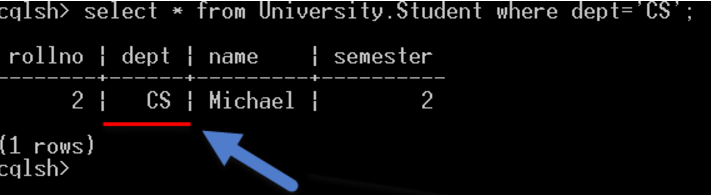 cqlsh> select * from University.Student where dept='CS';
rollno | dept | name | semester
--------+------+---------+----------
2 | CS | Michael | 2
(1 rows)
cqlsh>